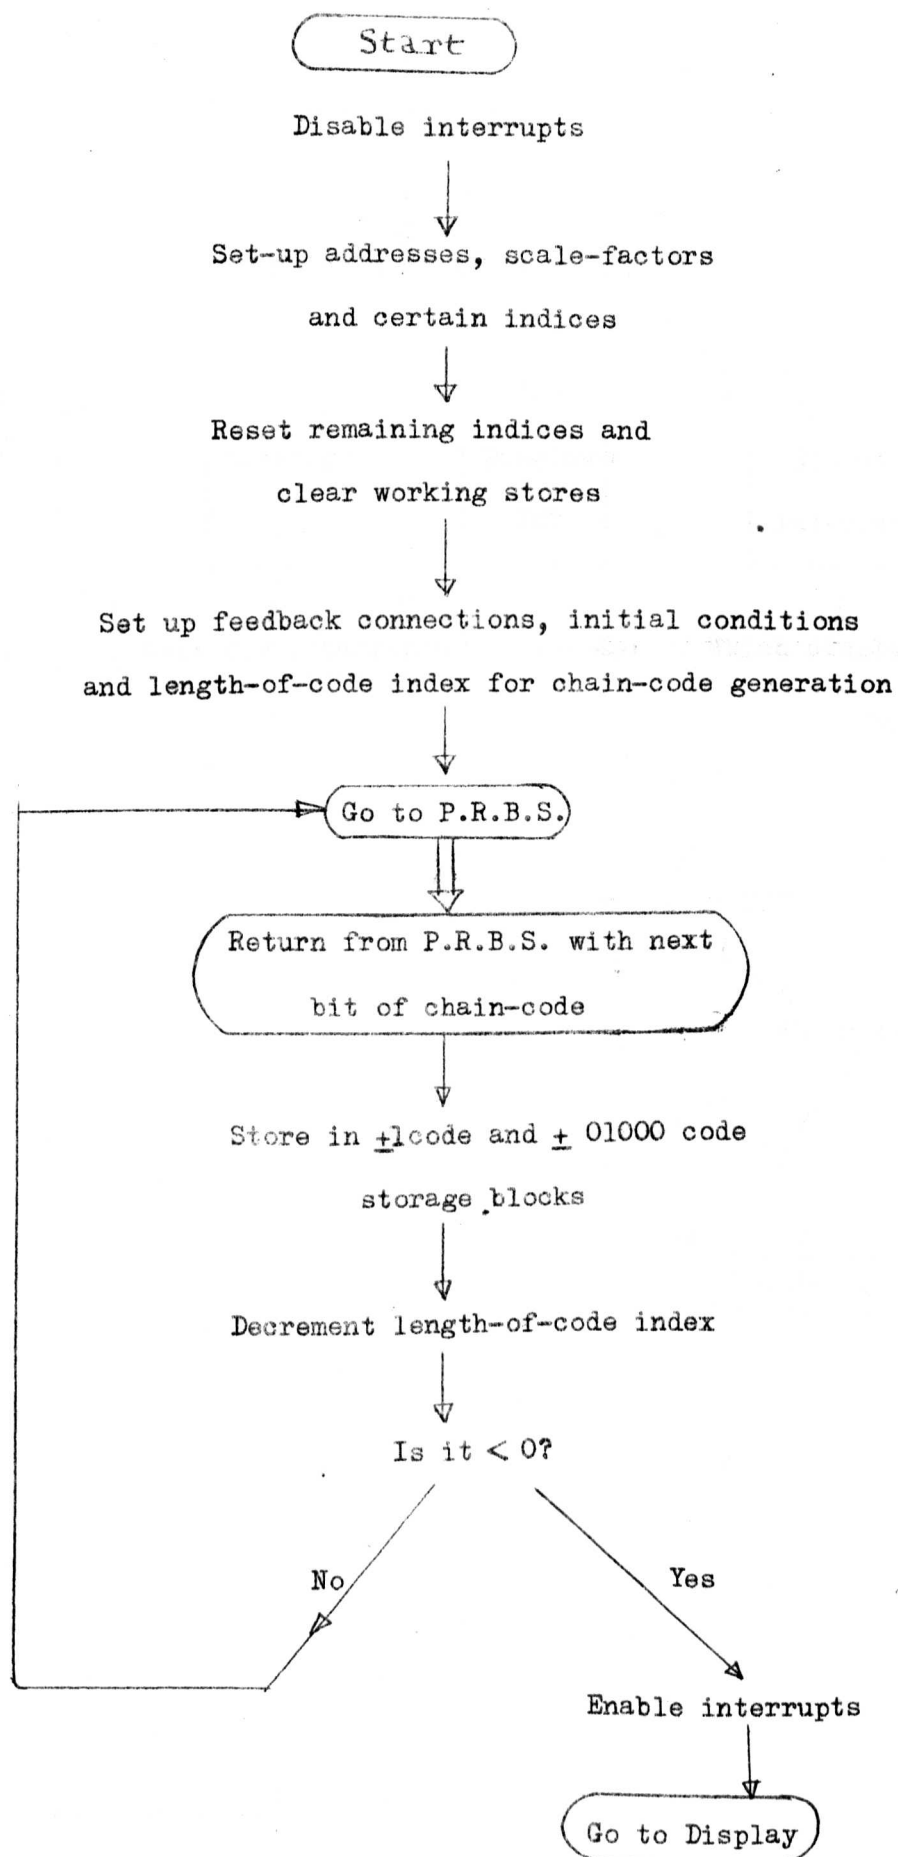 Start
Disable interrupts
Set-up addresses, scale-factors
and certain indices
Reset remaining indices and
clear working stores
Set up feedback connections, initial conditions
and length-of-code index for chain-code generation
Go to P.R.B.S.
Return from P.R.B.S. with next
bit of chain-code
Store in ±1code and ± 01000 code
storage blocks
Decrement length-of-code index
Is it < 0?
No
Yes
Enable interrupts
Go to Display